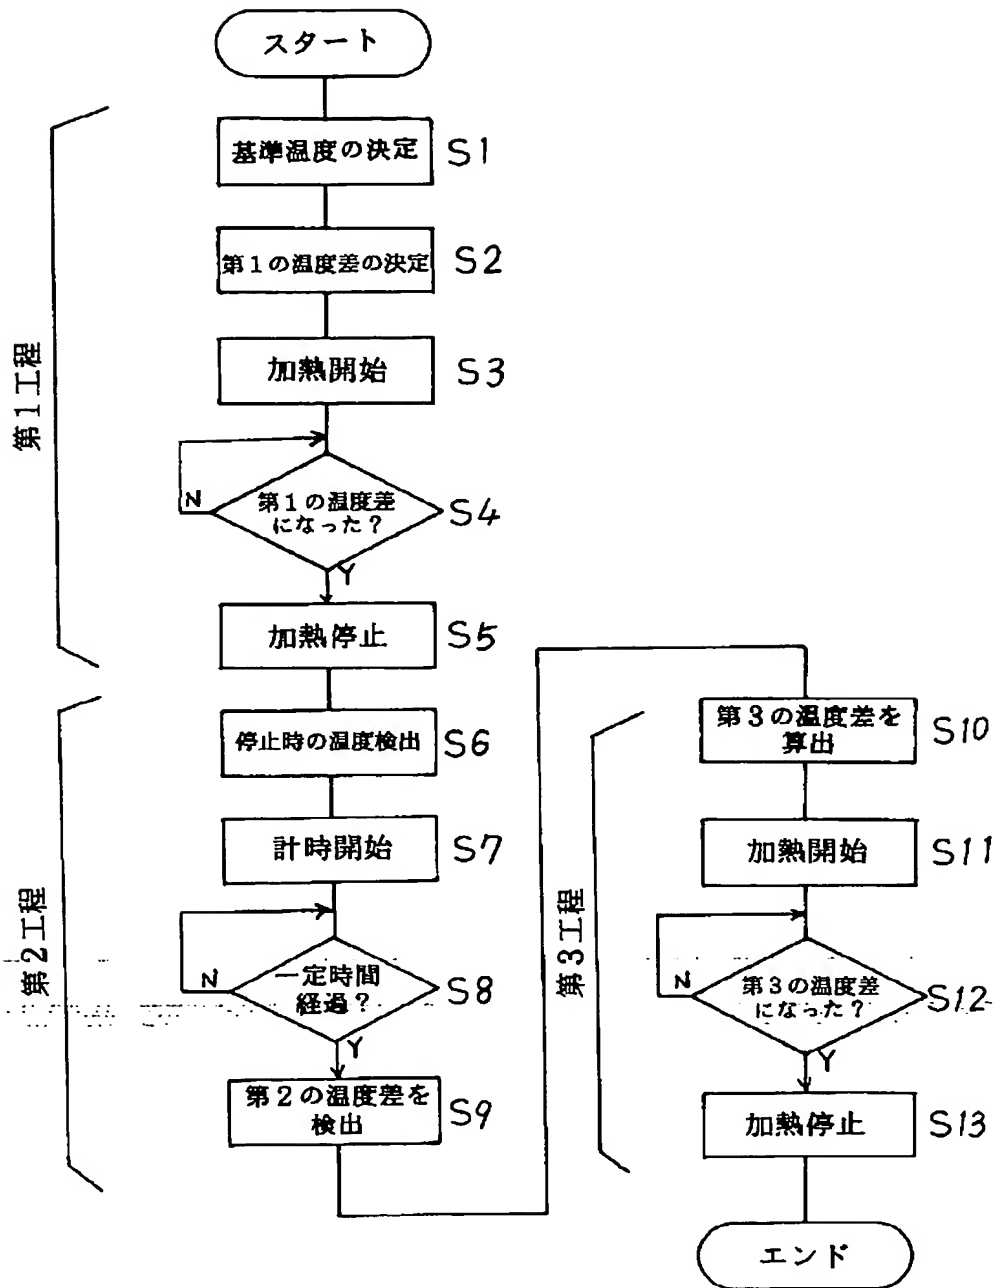 スタート
第1工程
基準温度の決定 S1
第1の温度差の決定 S2
加熱開始 S3
第1の温度差
になった? S4
N
Y
加熱停止 S5
第2工程
停止時の温度検出 S6
計時開始 S7
一定時間
経過? S8
N
Y
第2の温度差を
検出 S9
第3工程
第3の温度差を
算出 S10
加熱開始 S11
第3の温度差
になった? S12
N
Y
加熱停止 S13
エンド